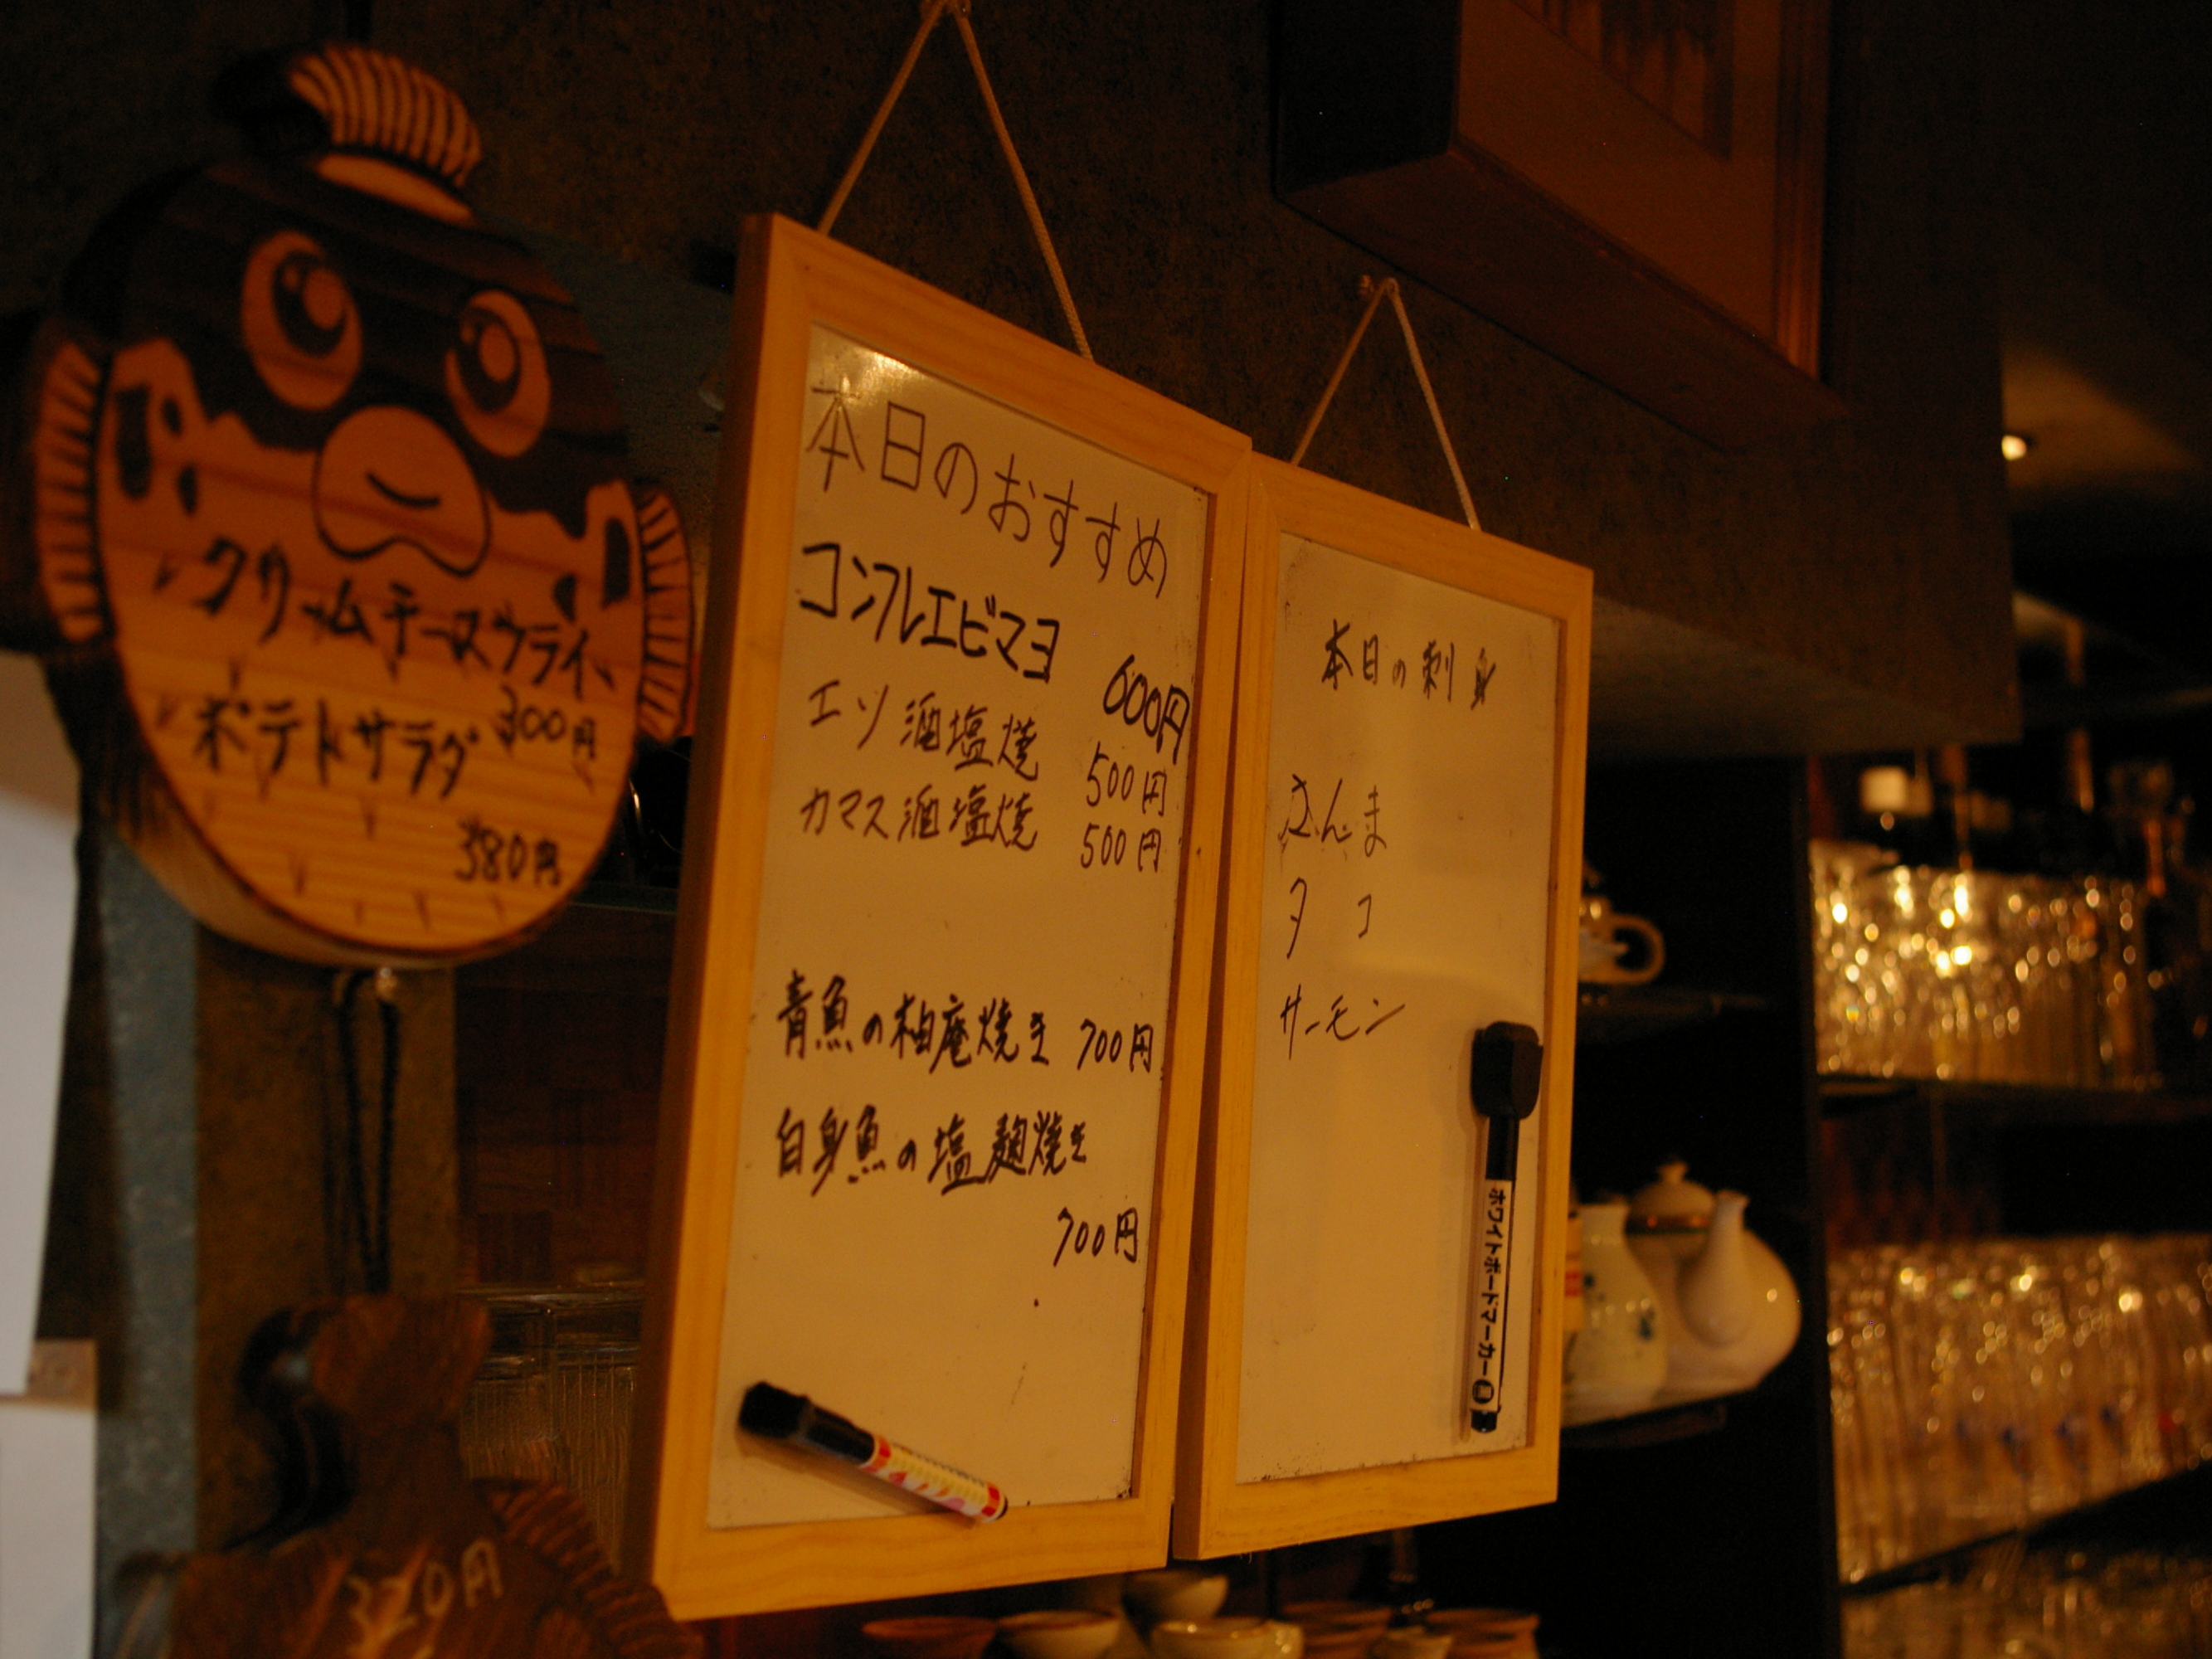 クリームチーズフライ
300円
ポテトサラダ
380円
本日のおすすめ
コンフレエビマヨ
600円
エソ酒塩焼 500円
カマス酒塩焼 500円
青魚の柚庵焼き 700円
白身魚の塩麹焼き
700円
本日の刺身
さんま
タコ
サーモン
ホワイトボードマーカー
320円